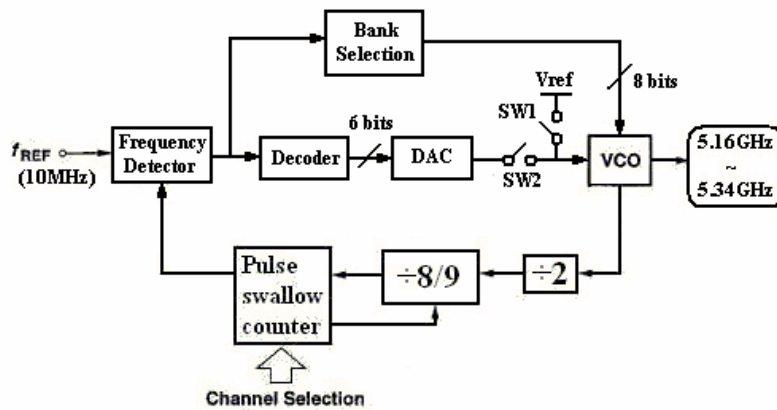 Bank
Selection
Vref
8 bits
SW1
6 bits
fREF
(10MHz)
Frequency
Detector
Decoder
DAC
SW2
VCO
5.16GHz
~
5.34GHz
Pulse
swallow
counter
÷8/9
÷2
Channel Selection